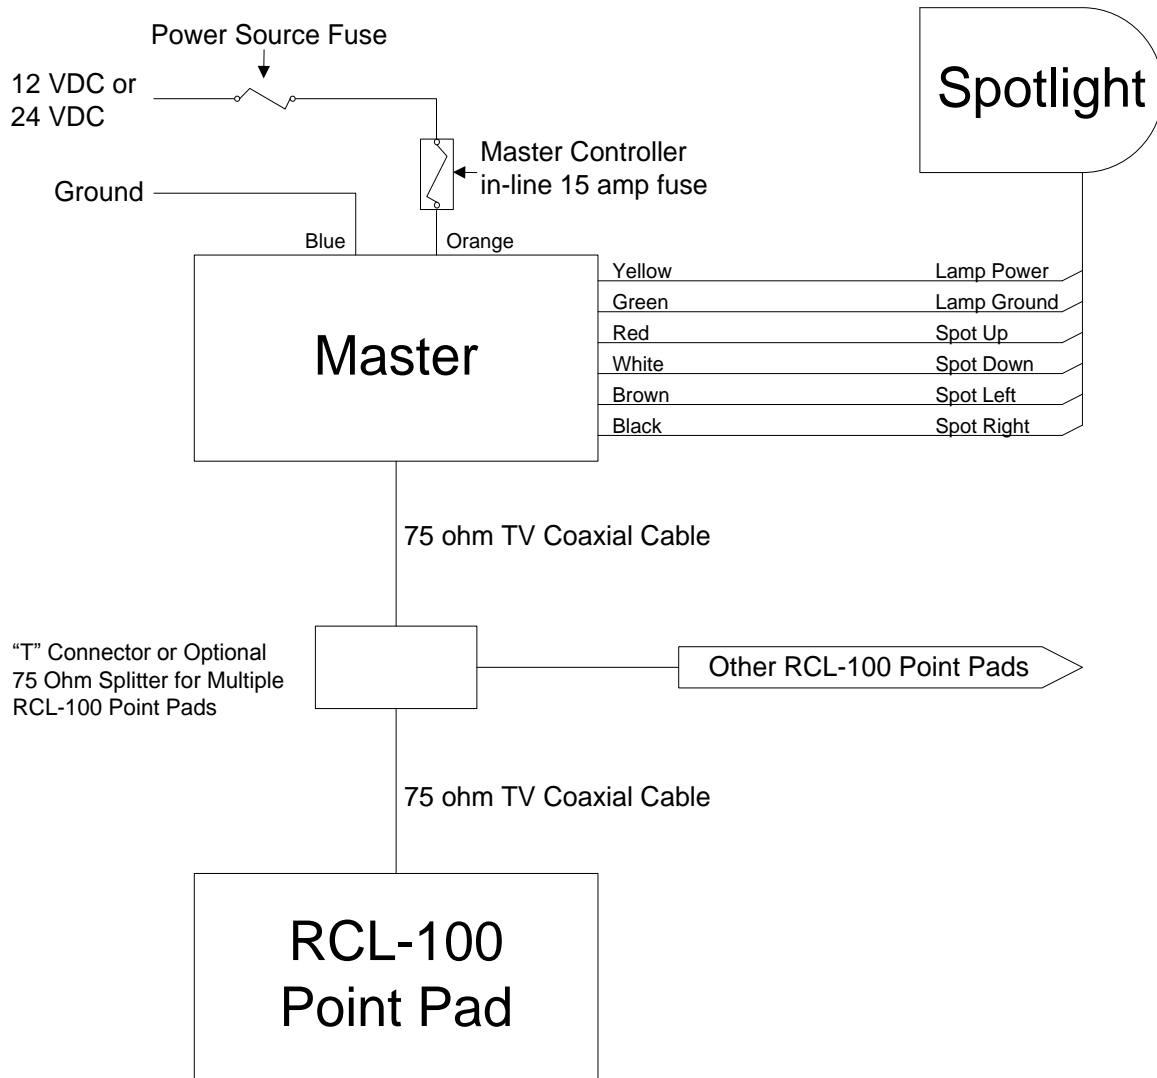 Power Source Fuse
12 VDC or
24 VDC
Spotlight
Master Controller
in-line 15 amp fuse
Ground
Blue
Orange
Yellow
Lamp Power
Green
Lamp Ground
Red
Spot Up
White
Spot Down
Brown
Spot Left
Black
Spot Right
Master
75 ohm TV Coaxial Cable
“T” Connector or Optional
75 Ohm Splitter for Multiple
RCL-100 Point Pads
Other RCL-100 Point Pads
75 ohm TV Coaxial Cable
RCL-100
Point Pad